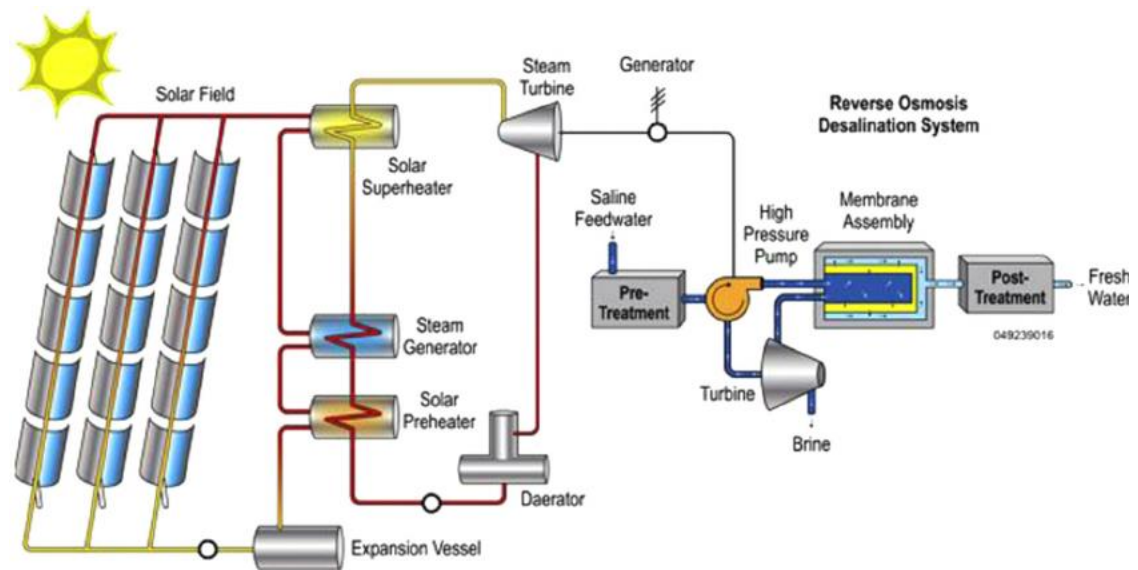 Solar Field
Steam
Turbine
Generator
Reverse Osmosis
Desalination System
Solar
Superheater
Saline
Feedwater
High
Pressure
Pump
Membrane
Assembly
Pre-
Treatment
Post-
Treatment
Fresh
Water
049239016
Steam
Generator
Turbine
Solar
Preheater
Brine
Daerator
Expansion Vessel